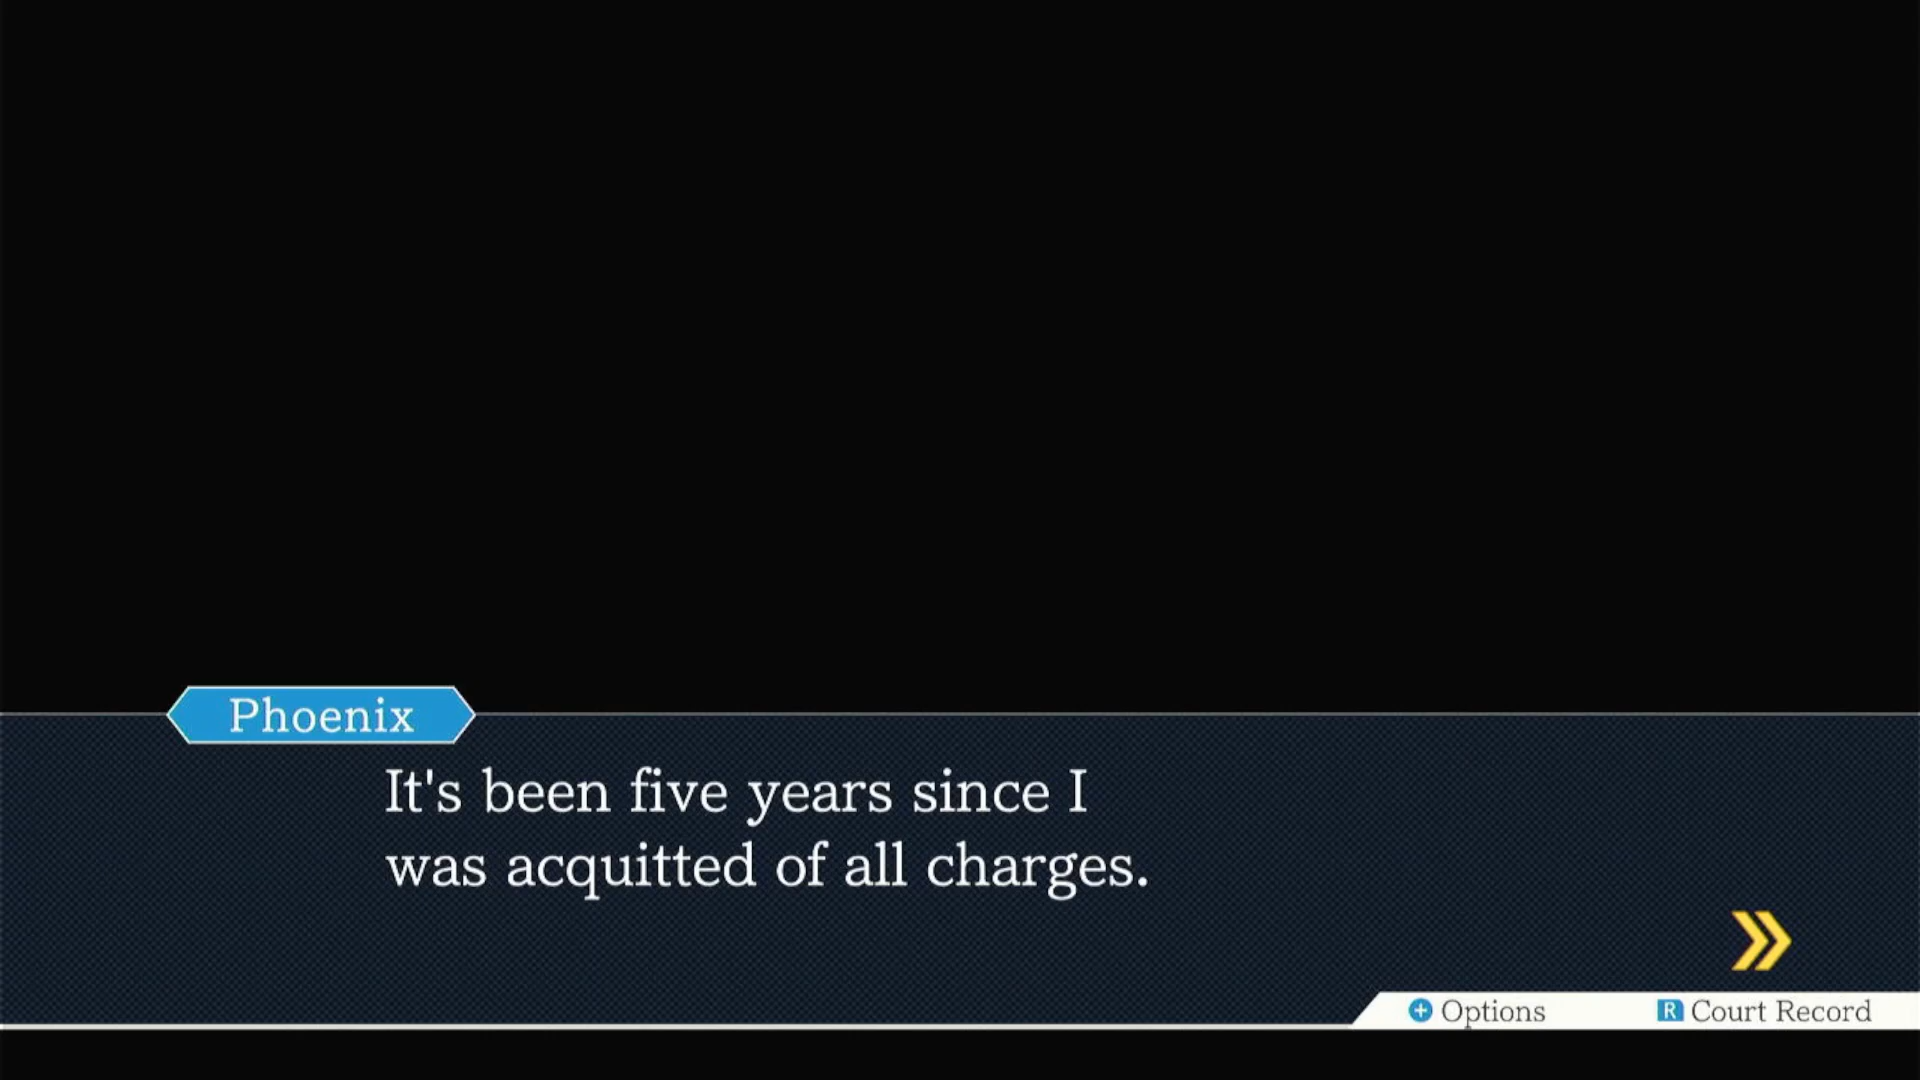 Phoenix
It's been five years since I
was acquitted of all charges.
+ Options
R Court Record